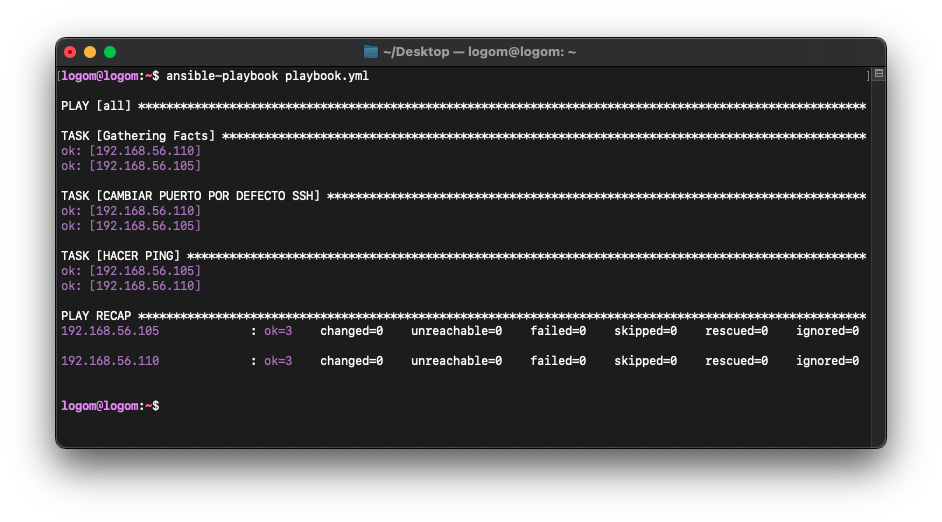 ~/Desktop — logom@logom: ~
[logom@logom:~$ ansible-playbook playbook.yml ]
PLAY [all] ********************************************************************************************************
TASK [Gathering Facts] ********************************************************************************************
ok: [192.168.56.110]
ok: [192.168.56.105]
TASK [CAMBIAR PUERTO POR DEFECTO SSH] *****************************************************************************
ok: [192.168.56.110]
ok: [192.168.56.105]
TASK [HACER PING] *************************************************************************************************
ok: [192.168.56.105]
ok: [192.168.56.110]
PLAY RECAP ********************************************************************************************************
192.168.56.105 : ok=3 changed=0 unreachable=0 failed=0 skipped=0 rescued=0 ignored=0
192.168.56.110 : ok=3 changed=0 unreachable=0 failed=0 skipped=0 rescued=0 ignored=0
logom@logom:~$